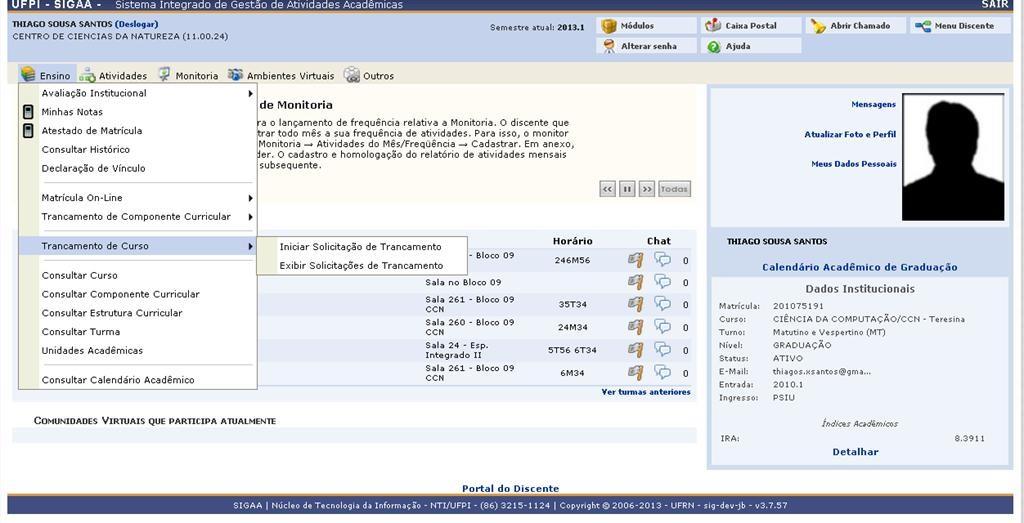 UFPI - SIGAA - Sistema Integrado de Gestão de Atividades Acadêmicas
SAIR
THIAGO SOUSA SANTOS (Deslogar)
CENTRO DE CIENCIAS DA NATUREZA (11.00.24)
Semestre atual: 2013.1
Módulos
Caixa Postal
Abrir Chamado
Menu Discente
Alterar senha
Ajuda
Ensino
Atividades
Monitoria
Ambientes Virtuais
Outros
Avaliação Institucional
Minhas Notas
Atestado de Matrícula
Consultar Histórico
Declaração de Vínculo
Matrícula On-Line
Trancamento de Componente Curricular
Trancamento de Curso
Iniciar Solicitação de Trancamento
Exibir Solicitações de Trancamento
Consultar Curso
Consultar Componente Curricular
Consultar Estrutura Curricular
Consultar Turma
Unidades Acadêmicas
Consultar Calendário Acadêmico
de Monitoria
ra o lançamento de frequência relativa a Monitoria. O discente que
trar todo mês a sua frequência de atividades. Para isso, o monitor
Monitoria → Atividades do Mês/Freqüência → Cadastrar. Em anexo,
der. O cadastro e homologação do relatório de atividades mensais
subsequente.
<< || >> Todas
Horário
Chat
- Bloco 09
246M56
0
Sala no Bloco 09
0
Sala 261 - Bloco 09
CCN
35T34
0
Sala 260 - Bloco 09
CCN
24M34
0
Sala 24 - Esp.
Integrado II
5T56 6T34
0
Sala 261 - Bloco 09
CCN
6M34
0
Ver turmas anteriores
Comunidades Virtuais que participa atualmente
Mensagens
Atualizar Foto e Perfil
Meus Dados Pessoais
THIAGO SOUSA SANTOS
Calendário Acadêmico de Graduação
Dados Institucionais
Matrícula: 201075191
Curso: CIÊNCIA DA COMPUTAÇÃO/CCN - Teresina
Turno: Matutino e Vespertino (MT)
Nível: GRADUAÇÃO
Status: ATIVO
E-Mail: thiagos.xsantos@gma...
Entrada: 2010.1
Ingresso: PSIU
Índices Acadêmicos
IRA: 8.3911
Detalhar
Portal do Discente
SIGAA | Núcleo de Tecnologia da Informação - NTI/UFPI - (86) 3215-1124 | Copyright © 2006-2013 - UFRN - sig-dev-jb - v3.7.57